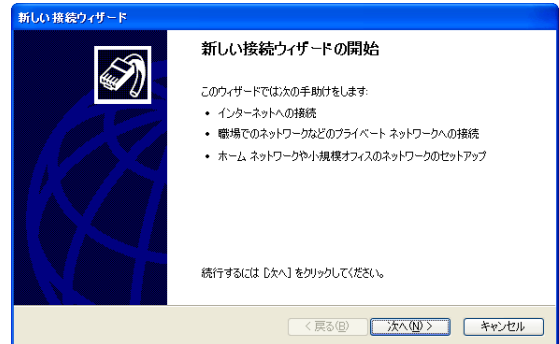 新しい接続ウィザード
新しい接続ウィザードの開始
このウィザードでは次の手助けをします:
• インターネットへの接続
• 職場でのネットワークなどのプライベート ネットワークへの接続
• ホーム ネットワークや小規模オフィスのネットワークのセットアップ
続行するには [次へ] をクリックしてください。
< 戻る(B)
次へ(N) >
キャンセル